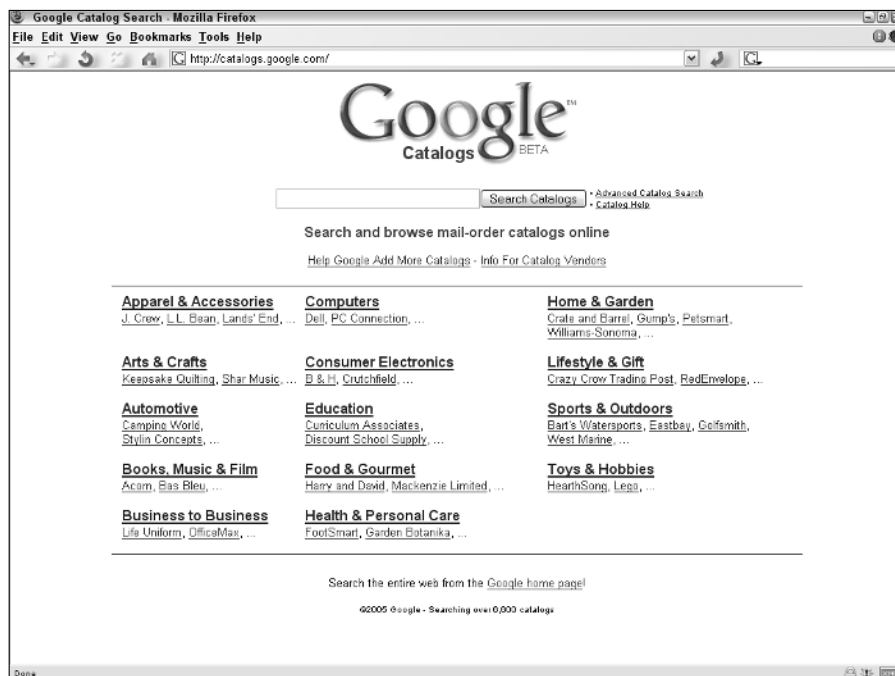 Google Catalog Search - Mozilla Firefox
File Edit View Go Bookmarks Tools Help
http://catalogs.google.com/
Google™
Catalogs BETA
Search Catalogs
• Advanced Catalog Search
• Catalog Help
Search and browse mail-order catalogs online
Help Google Add More Catalogs - Info For Catalog Vendors
Apparel & Accessories
J. Crew, L.L. Bean, Lands' End, ...
Computers
Dell, PC Connection, ...
Home & Garden
Crate and Barrel, Gump's, Petsmart,
Williams-Sonoma, ...
Arts & Crafts
Keepsake Quilting, Shar Music, ...
Consumer Electronics
B & H, Crutchfield, ...
Lifestyle & Gift
Crazy Crow Trading Post, RedEnvelope, ...
Automotive
Camping World,
Stylin Concepts, ...
Education
Curriculum Associates,
Discount School Supply, ...
Sports & Outdoors
Bart's Watersports, Eastbay, Golfsmith,
West Marine, ...
Books, Music & Film
Acorn, Bas Bleu, ...
Food & Gourmet
Harry and David, Mackenzie Limited, ...
Toys & Hobbies
HearthSong, Lego, ...
Business to Business
Life Uniform, OfficeMax, ...
Health & Personal Care
FootSmart, Garden Botanika, ...
Search the entire web from the Google home page!
©2005 Google - Searching over 6,600 catalogs
Done